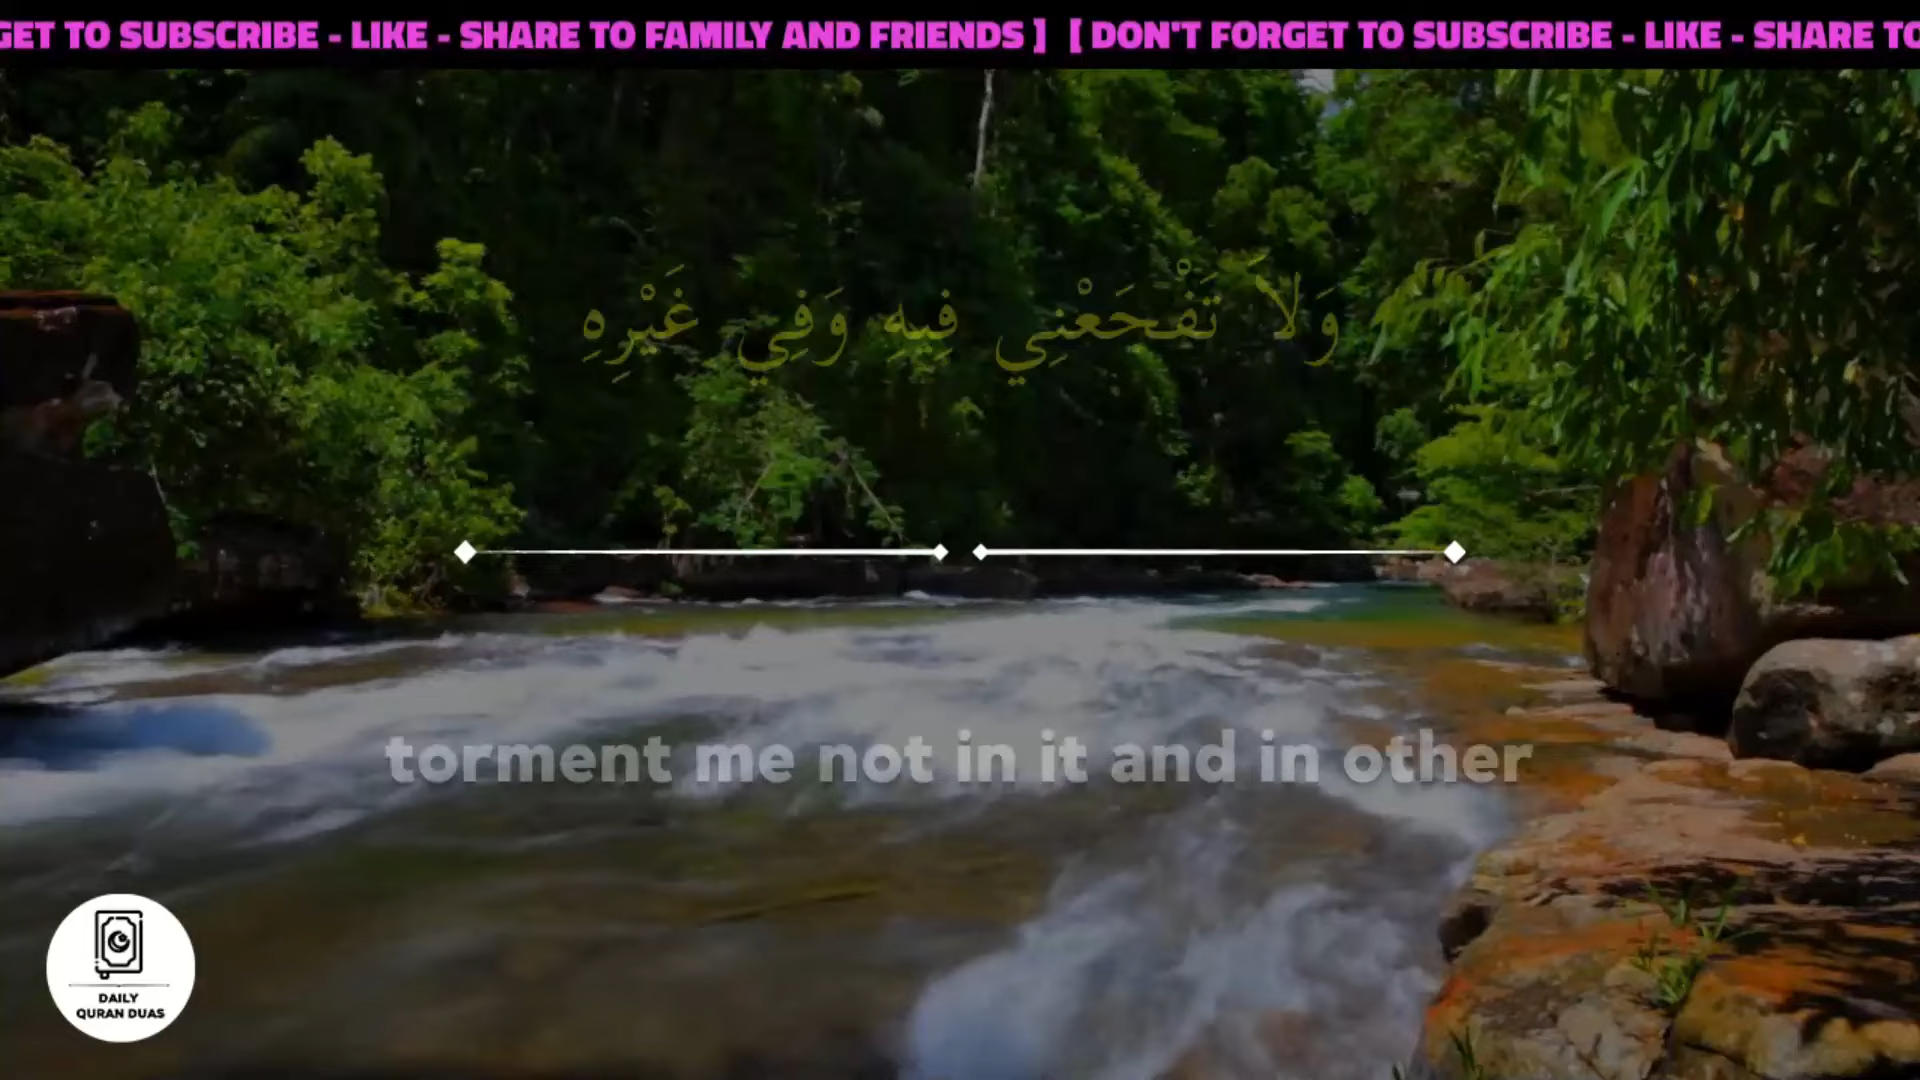 GET TO SUBSCRIBE - LIKE - SHARE TO FAMILY AND FRIENDS ] [ DON'T FORGET TO SUBSCRIBE - LIKE - SHARE TO
وَلاَ تَفْجَعْنِي فِيهِ وَفِي غَيْرِهِ
torment me not in it and in other
DAILY
QURAN DUAS